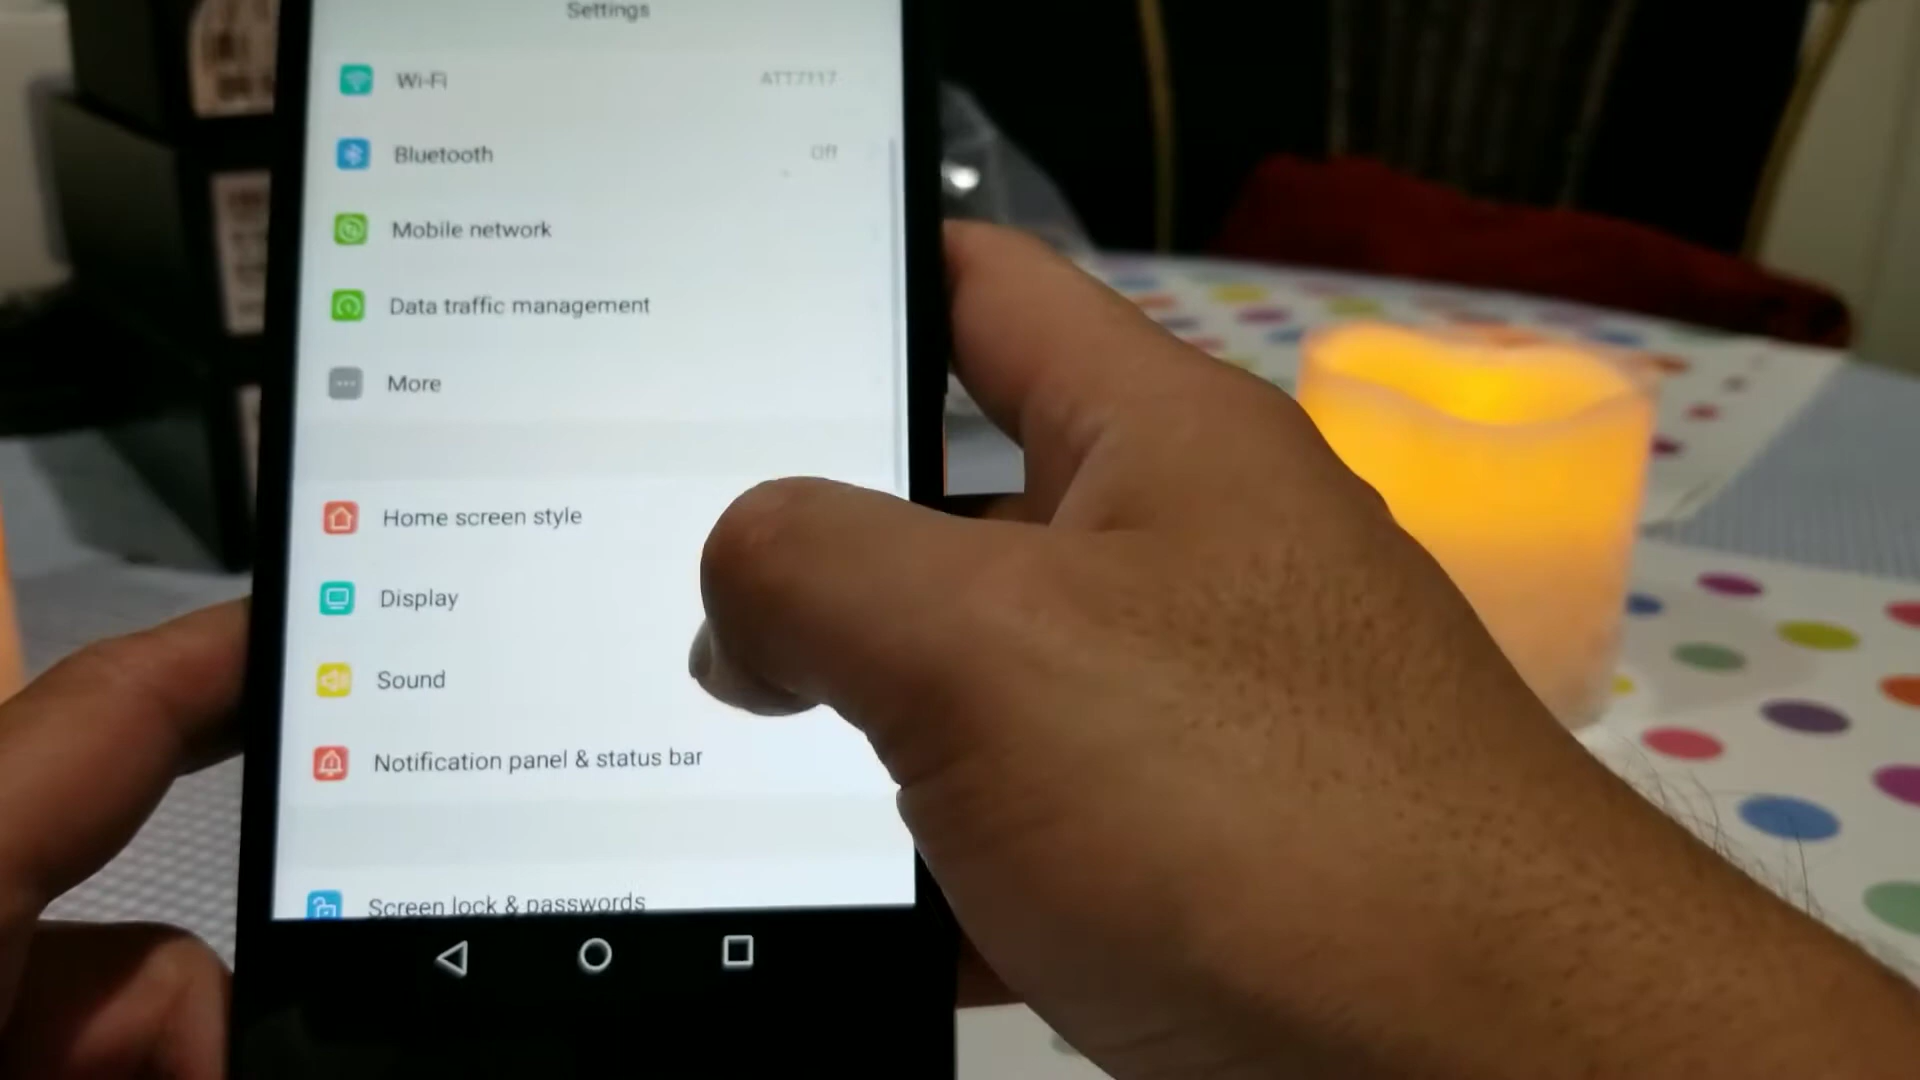 Settings
Wi-Fi ATT7117
Bluetooth Off
Mobile network
Data traffic management
More
Home screen style
Display
Sound
Notification panel & status bar
Screen lock & passwords